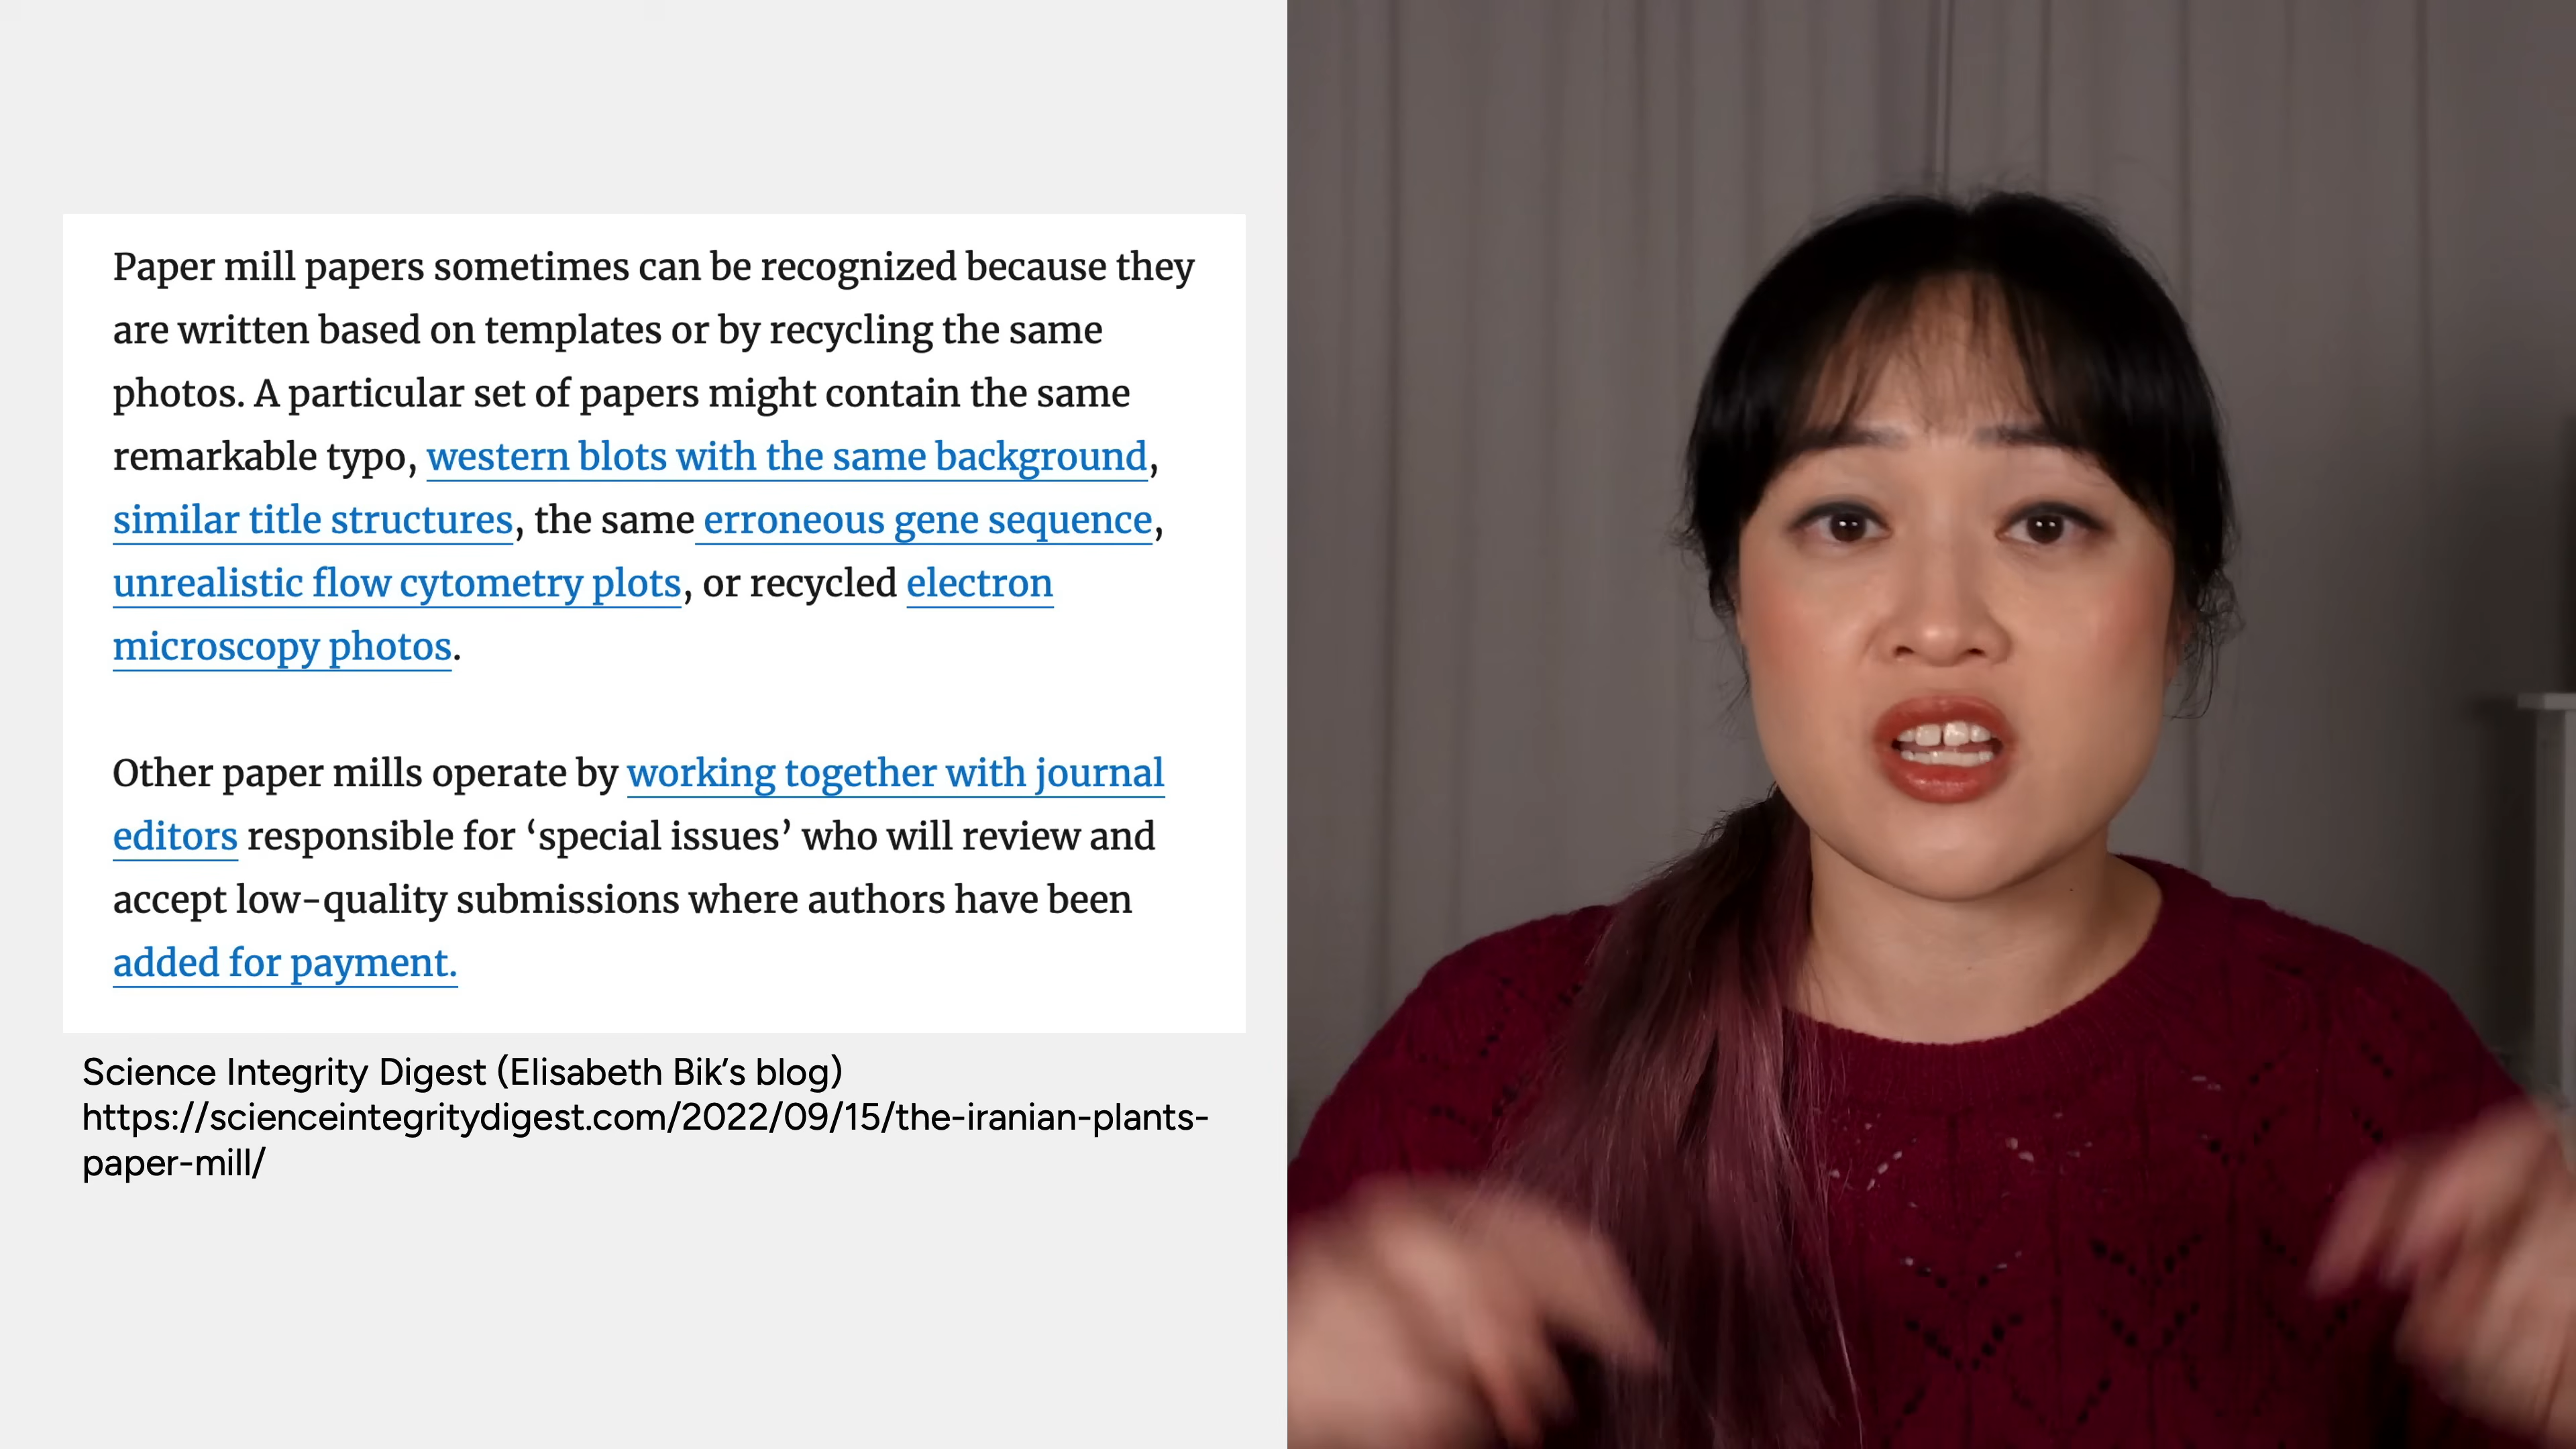 Paper mill papers sometimes can be recognized because they
are written based on templates or by recycling the same
photos. A particular set of papers might contain the same
remarkable typo, western blots with the same background,
similar title structures, the same erroneous gene sequence,
unrealistic flow cytometry plots, or recycled electron
microscopy photos.
Other paper mills operate by working together with journal
editors responsible for ‘special issues’ who will review and
accept low-quality submissions where authors have been
added for payment.
Science Integrity Digest (Elisabeth Bik’s blog)
https://scienceintegritydigest.com/2022/09/15/the-iranian-plants-
paper-mill/